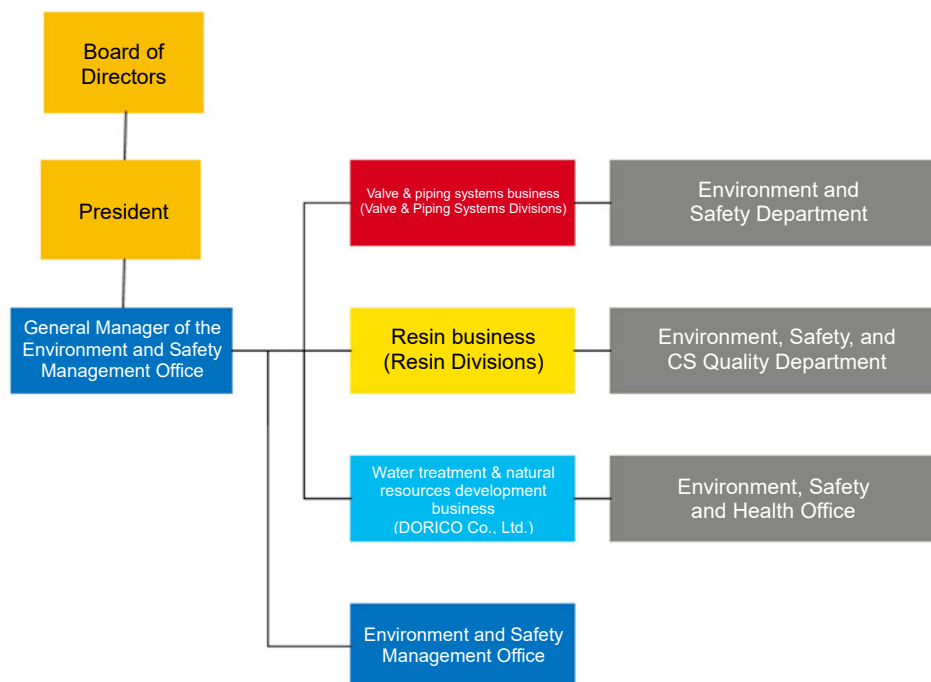 Board of
Directors
President
General Manager of the
Environment and Safety
Management Office
Valve & piping systems business
(Valve & Piping Systems Divisions)
Environment and
Safety Department
Resin business
(Resin Divisions)
Environment, Safety, and
CS Quality Department
Water treatment & natural
resources development
business
(DORICO Co., Ltd.)
Environment, Safety
and Health Office
Environment and Safety
Management Office